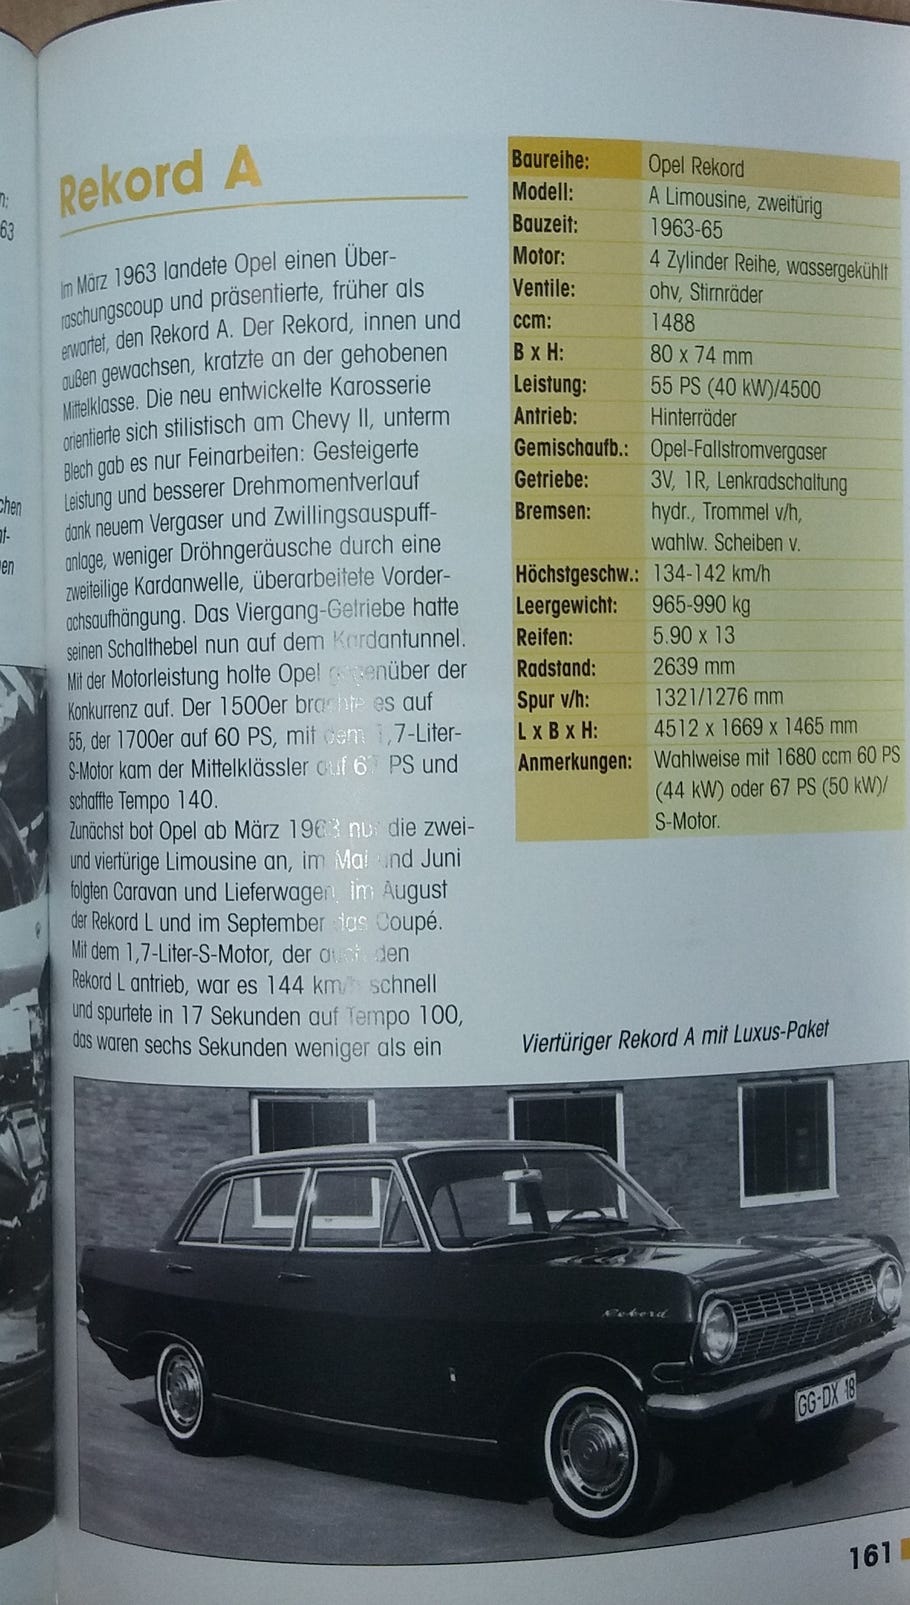 n:
63
chen
nt-
en
Rekord A
Im März 1963 landete Opel einen Über-
raschungscoup und präsentierte, früher als
erwartet, den Rekord A. Der Rekord, innen und
außen gewachsen, kratzte an der gehobenen
Mittelklasse. Die neu entwickelte Karosserie
orientierte sich stilistisch am Chevy II, unterm
Blech gab es nur Feinarbeiten: Gesteigerte
Leistung und besserer Drehmomentverlauf
dank neuem Vergaser und Zwillingsauspuff-
anlage, weniger Dröhngeräusche durch eine
zweiteilige Kardanwelle, überarbeitete Vorder-
achsaufhängung. Das Viergang-Getriebe hatte
seinen Schalthebel nun auf dem Kardantunnel.
Mit der Motorleistung holte Opel gegenüber der
Konkurrenz auf. Der 1500er brachte es auf
55, der 1700er auf 60 PS, mit dem 1,7-Liter-
S-Motor kam der Mittelklässler auf 67 PS und
schaffte Tempo 140.
Zunächst bot Opel ab März 1963 nur die zwei-
und viertürige Limousine an, im Mai und Juni
folgten Caravan und Lieferwagen, im August
der Rekord L und im September das Coupé.
Mit dem 1,7-Liter-S-Motor, der auch den
Rekord L antrieb, war es 144 km/h schnell
und spurtete in 17 Sekunden auf Tempo 100,
das waren sechs Sekunden weniger als ein
Baureihe: Opel Rekord
Modell: A Limousine, zweitürig
Bauzeit: 1963-65
Motor: 4 Zylinder Reihe, wassergekühlt
Ventile: ohv, Stirnräder
ccm: 1488
B x H: 80 x 74 mm
Leistung: 55 PS (40 kW)/4500
Antrieb: Hinterräder
Gemischaufb.: Opel-Fallstromvergaser
Getriebe: 3V, 1R, Lenkradschaltung
Bremsen: hydr., Trommel v/h,
wahlw. Scheiben v.
Höchstgeschw.: 134-142 km/h
Leergewicht: 965-990 kg
Reifen: 5.90 x 13
Radstand: 2639 mm
Spur v/h: 1321/1276 mm
L x B x H: 4512 x 1669 x 1465 mm
Anmerkungen: Wahlweise mit 1680 ccm 60 PS
(44 kW) oder 67 PS (50 kW)/
S-Motor.
Viertüriger Rekord A mit Luxus-Paket
Rekord
GG-DX 18
161